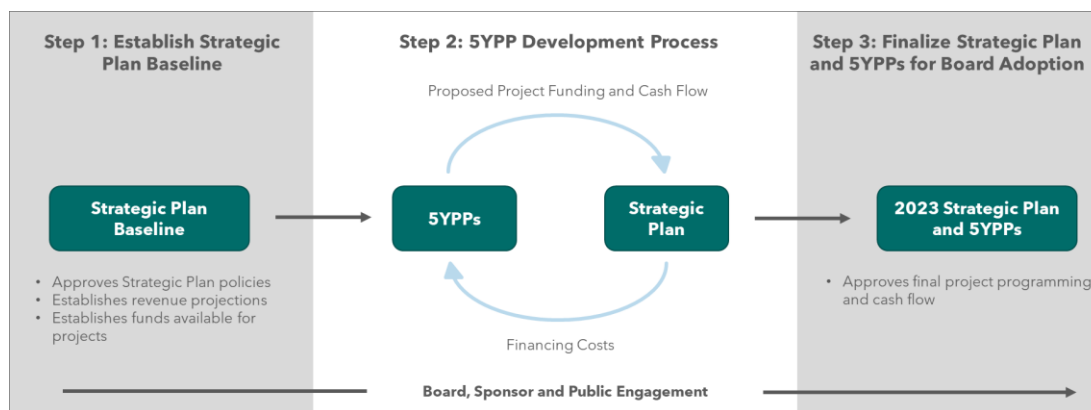 Step 1: Establish Strategic
Plan Baseline
Strategic Plan
Baseline
• Approves Strategic Plan policies
• Establishes revenue projections
• Establishes funds available for
projects
Step 2: 5YPP Development Process
Proposed Project Funding and Cash Flow
5YPPs
Strategic
Plan
Financing Costs
Step 3: Finalize Strategic Plan
and 5YPPs for Board Adoption
2023 Strategic Plan
and 5YPPs
• Approves final project programming
and cash flow
Board, Sponsor and Public Engagement